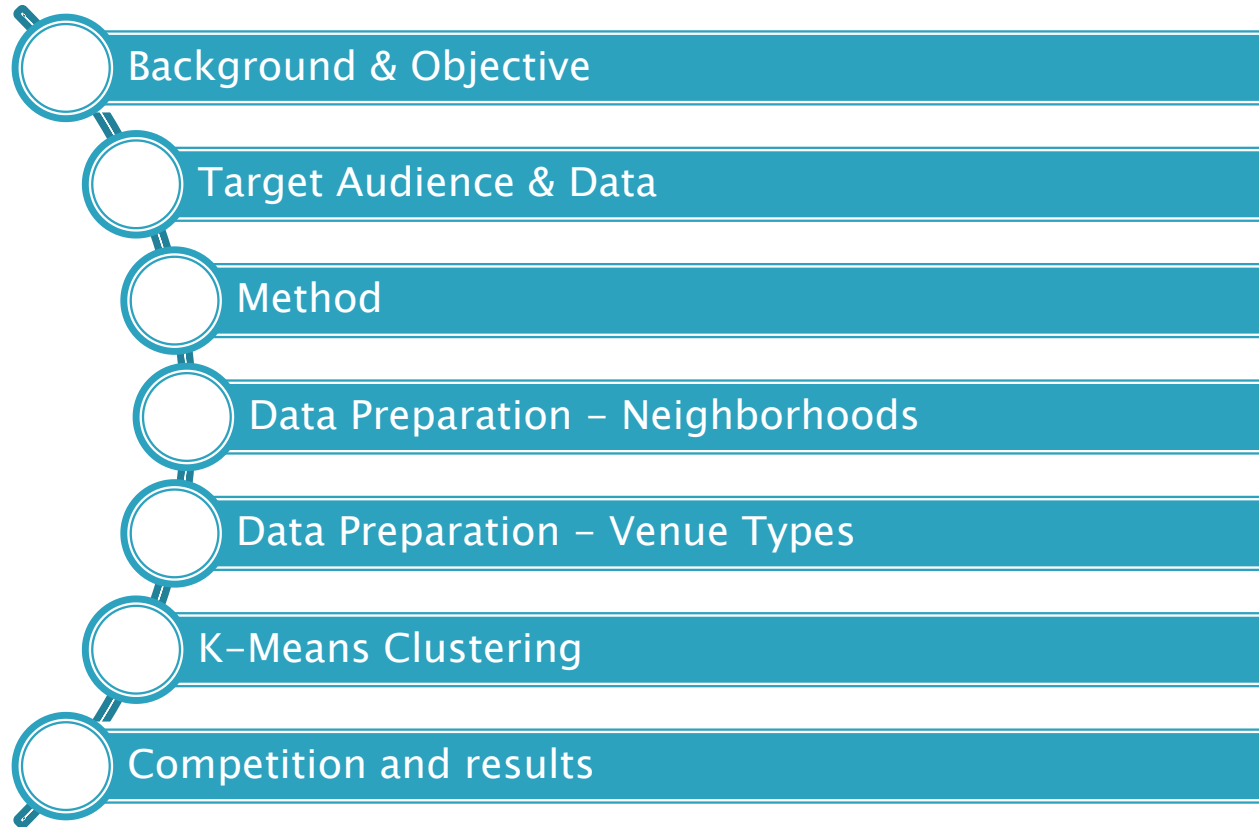 Background & Objective
Target Audience & Data
Method
Data Preparation – Neighborhoods
Data Preparation – Venue Types
K-Means Clustering
Competition and results